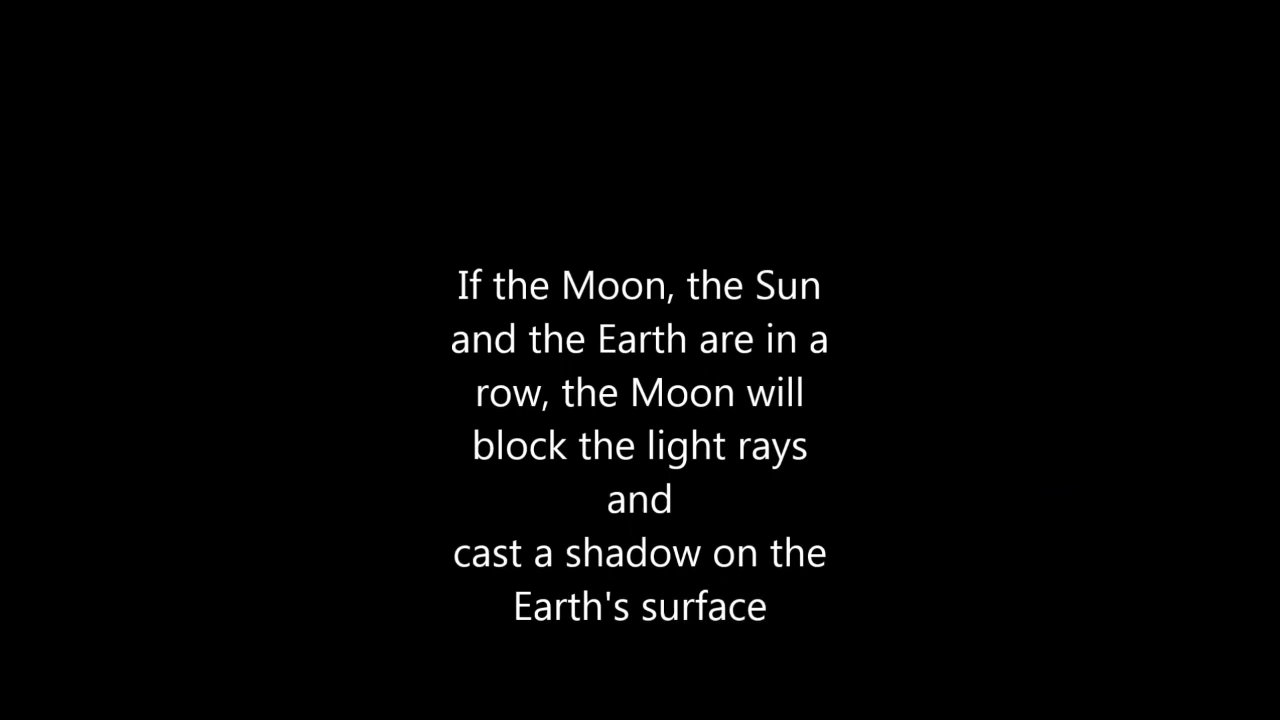 If the Moon, the Sun
and the Earth are in a
row, the Moon will
block the light rays
and
cast a shadow on the
Earth's surface